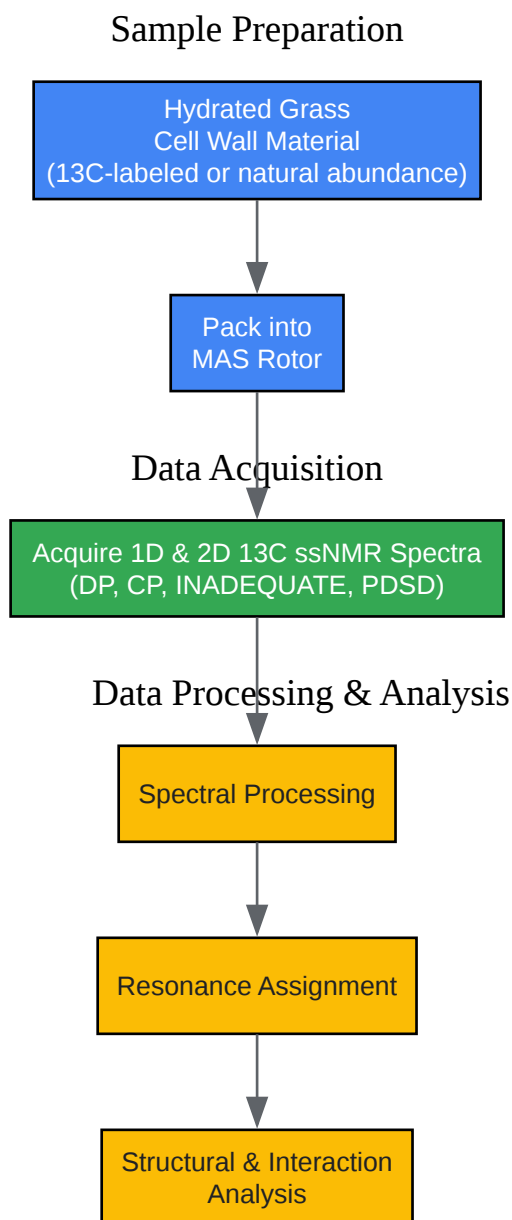 Sample Preparation
Hydrated Grass
Cell Wall Material
(13C-labeled or natural abundance)
Pack into
MAS Rotor
Data Acquisition
Acquire 1D & 2D 13C ssNMR Spectra
(DP, CP, INADEQUATE, PDSD)
Data Processing & Analysis
Spectral Processing
Resonance Assignment
Structural & Interaction
Analysis